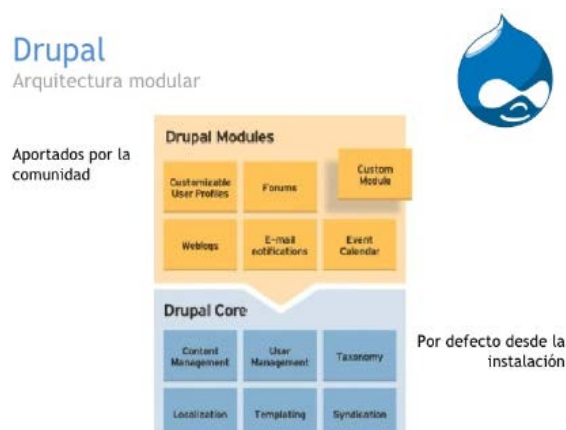 Drupal
Arquitectura modular
Aportados por la
comunidad
Drupal Modules
Customizable
User Profiles
Forums
Custom
Module
Weblogs
E-mail
notifications
Event
Calendar
Drupal Core
Content
Management
User
Management
Taxonomy
Localization
Templating
Syndication
Por defecto desde la
instalación